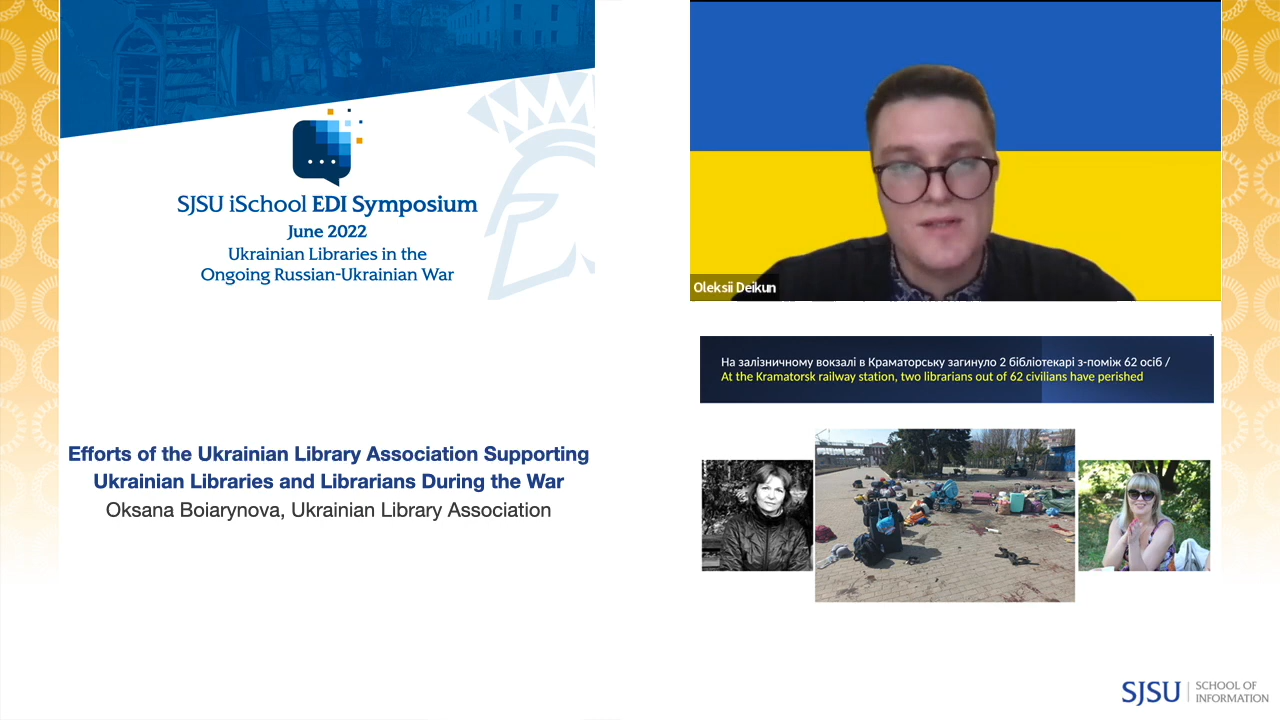 SJSU iSchool EDI Symposium
June 2022
Ukrainian Libraries in the
Ongoing Russian-Ukrainian War
Efforts of the Ukrainian Library Association Supporting
Ukrainian Libraries and Librarians During the War
Oksana Boiarynova, Ukrainian Library Association
Oleksii Deikun
На залізничному вокзалі в Краматорську загинуло 2 бібліотекарі з-поміж 62 осіб /
At the Kramatorsk railway station, two librarians out of 62 civilians have perished
SJSU SCHOOL OF
INFORMATION